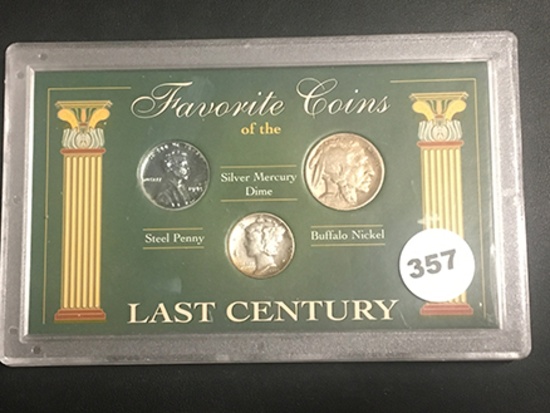 Favorite Coins
of the
Silver Mercury
Dime
Steel Penny
Buffalo Nickel
357
LAST CENTURY